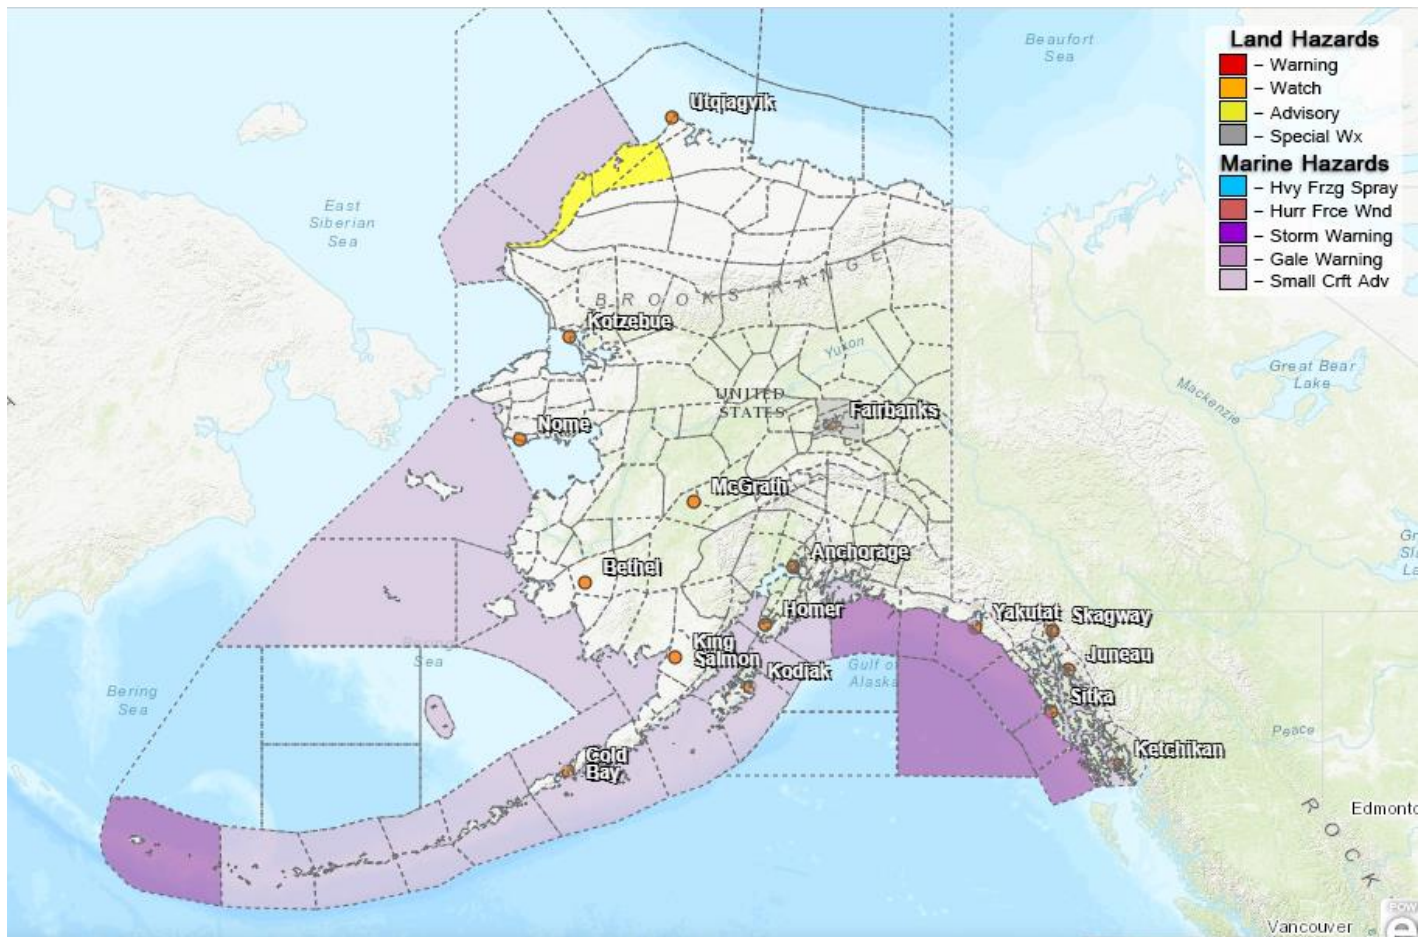 Beaufort
Sea
Land Hazards
– Warning
– Watch
– Advisory
– Special Wx
Marine Hazards
– Hvy Frzg Spray
– Hurr Frce Wnd
– Storm Warning
– Gale Warning
– Small Crft Adv
Utqiagvik
East
Siberian
Sea
BROOKS RANGE
Kotzebue
Yukon
Great Bear
Lake
Mackenzie
UNITED
STATES
Fairbanks
Nome
McGrath
Anchorage
Bethel
Homer
Yakutat
Skagway
King
Salmon
Juneau
Bering
Sea
Kodiak
Gulf of
Alaska
Bering
Sea
Sitka
Peace
Ketchikan
Cold
Bay
Edmonto
ROCK
Vancouver
POW
e